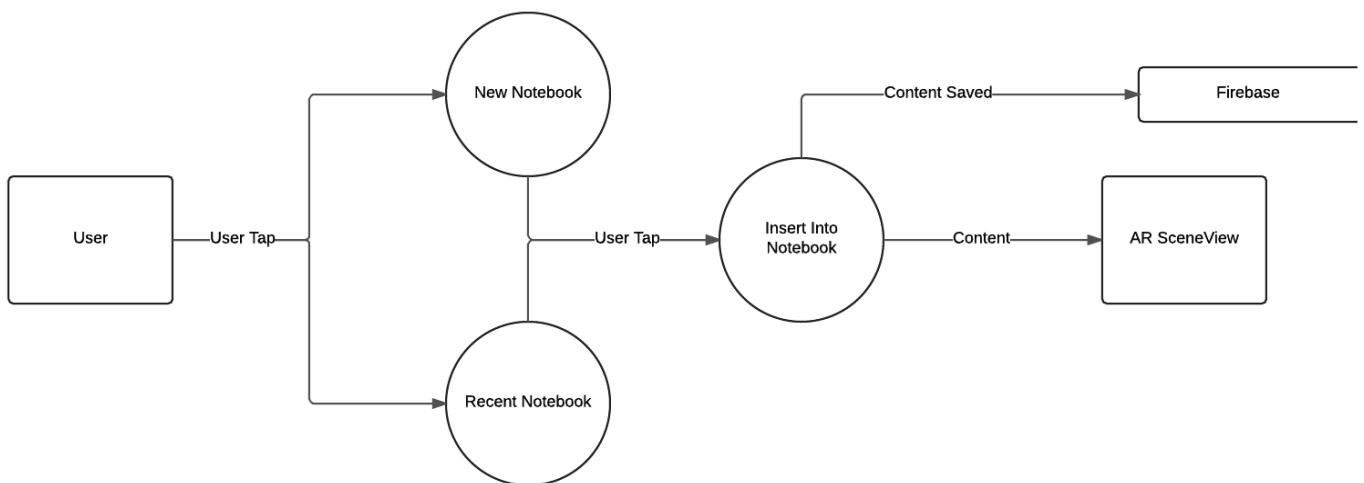 New Notebook
Content Saved
Firebase
User
User Tap
User Tap
Insert Into
Notebook
Content
AR SceneView
Recent Notebook